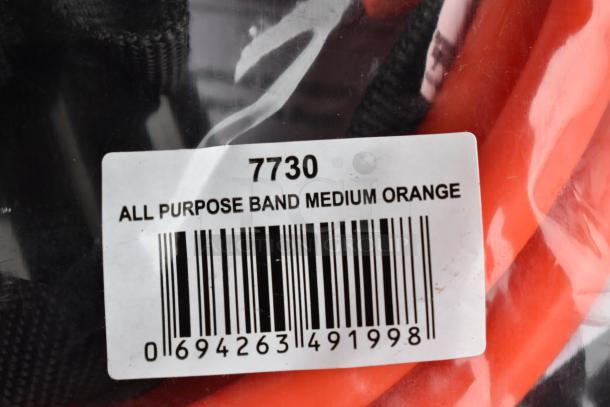 7730
ALL PURPOSE BAND MEDIUM ORANGE
0 694263 491998